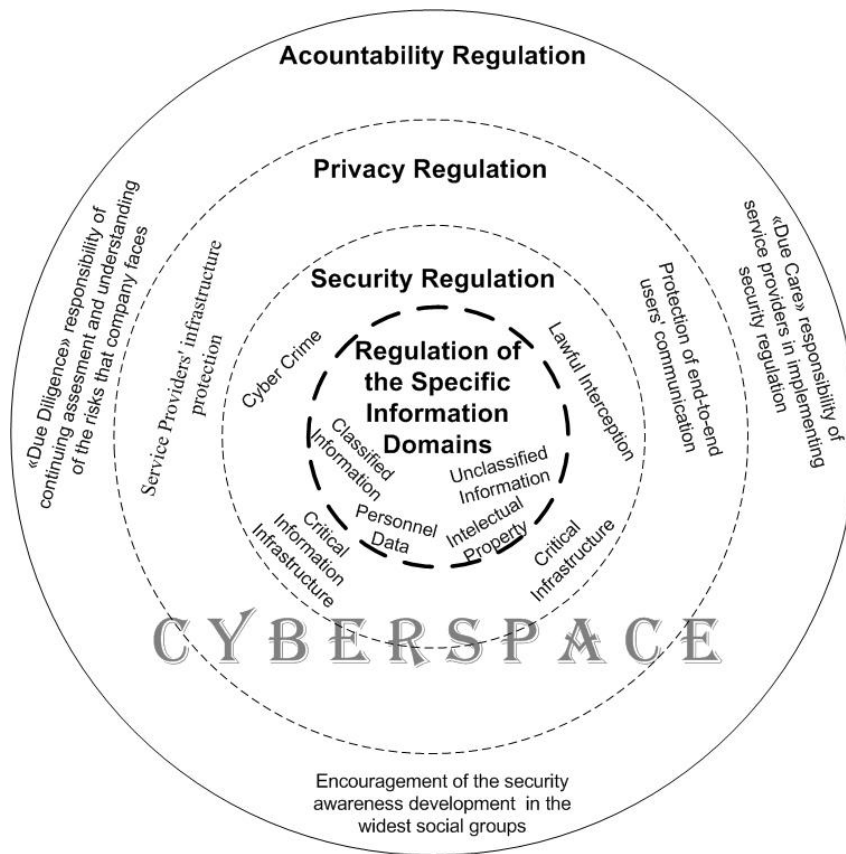 Acountability Regulation
Privacy Regulation
Security Regulation
Regulation of
the Specific
Information
Domains
«Due Diligence» responsibility of
continuing assesment and understanding
of the risks that company faces
Service Providers' infrastructure
protection
Cyber Crime
Lawful Interception
Protection of end-to-end
users' communication
«Due Care» responsibility of
service providers in implementing
security regulation
Classified
Information
Unclassified
Information
Personnel
Data
Intelectual
Property
Critical
Information
Infrastructure
Critical
Infrastructure
CYBERSPACE
Encouragement of the security
awareness development in the
widest social groups